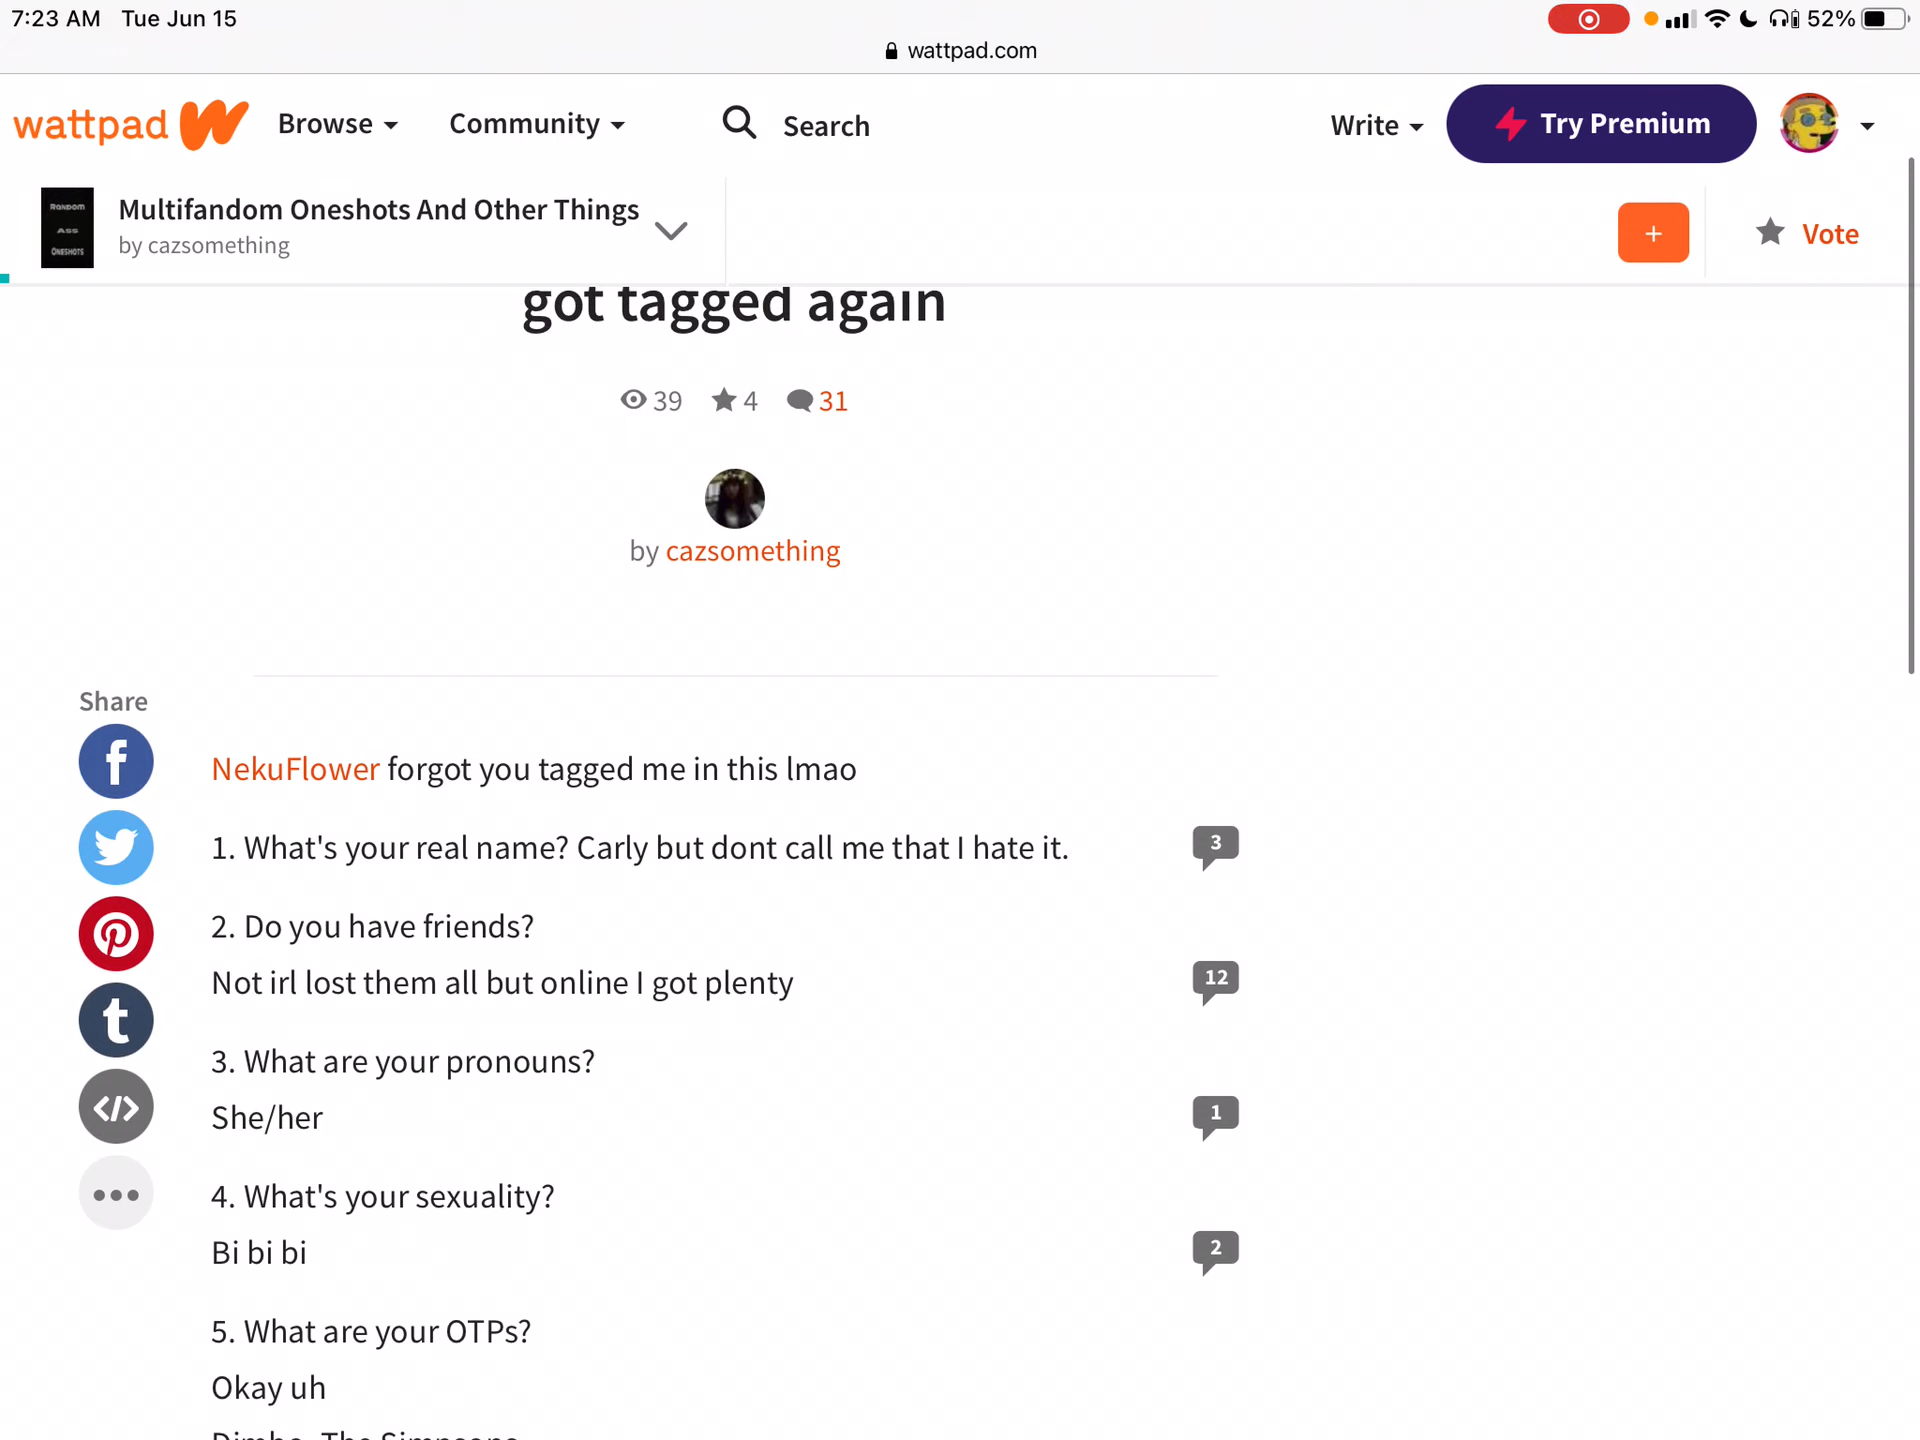 7:23 AM Tue Jun 15
52%
wattpad.com
wattpad
Browse
Community
Search
Write
Try Premium
RANDOM
ASS
ONESHOTS
Multifandom Oneshots And Other Things
by cazsomething
+
Vote
got tagged again
39
4
31
by cazsomething
Share
NekuFlower forgot you tagged me in this lmao
1. What's your real name? Carly but dont call me that I hate it.
3
2. Do you have friends?
Not irl lost them all but online I got plenty
12
3. What are your pronouns?
She/her
1
4. What's your sexuality?
Bi bi bi
2
5. What are your OTPs?
Okay uh